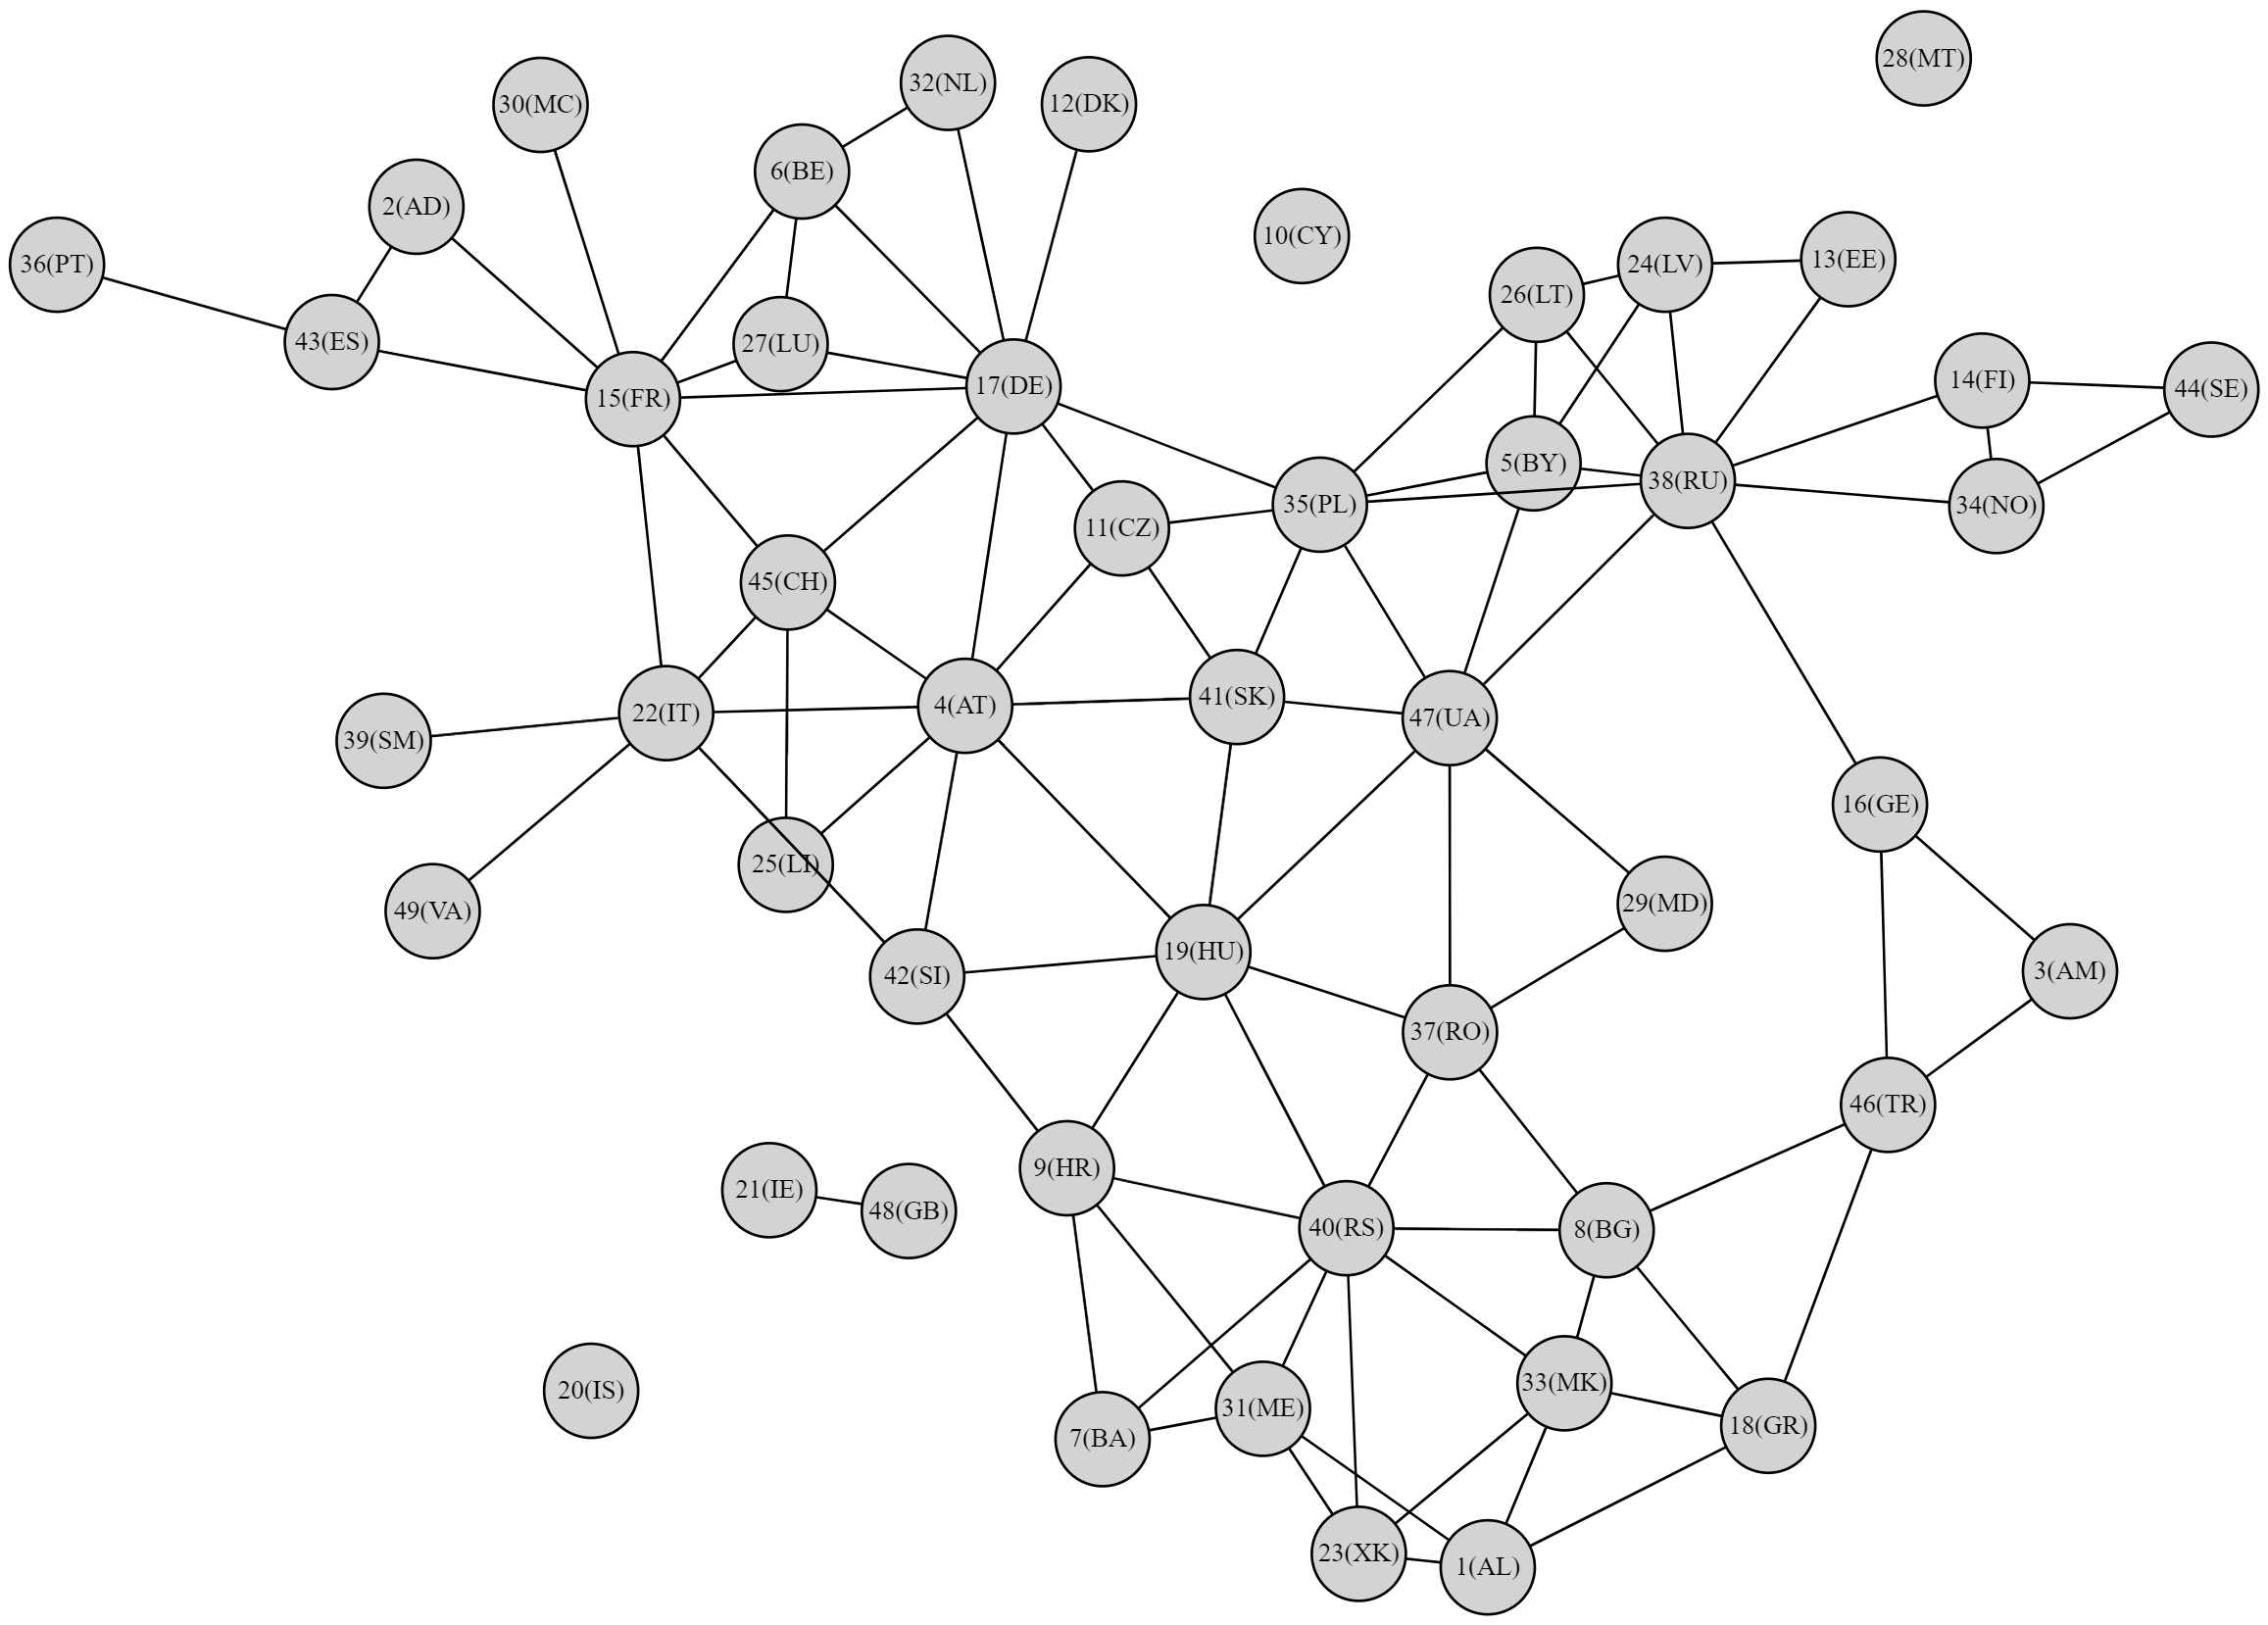 28(MT)
32(NL)
30(MC)
12(DK)
6(BE)
2(AD)
10(CY)
36(PT)
24(LV)
13(EE)
26(LT)
43(ES)
27(LU)
14(FI)
17(DE)
44(SE)
15(FR)
5(BY)
38(RU)
35(PL)
34(NO)
11(CZ)
45(CH)
41(SK)
4(AT)
22(IT)
47(UA)
39(SM)
16(GE)
25(LI)
29(MD)
49(VA)
19(HU)
3(AM)
42(SI)
37(RO)
46(TR)
9(HR)
21(IE)
48(GB)
40(RS)
8(BG)
33(MK)
20(IS)
31(ME)
18(GR)
7(BA)
23(XK)
1(AL)